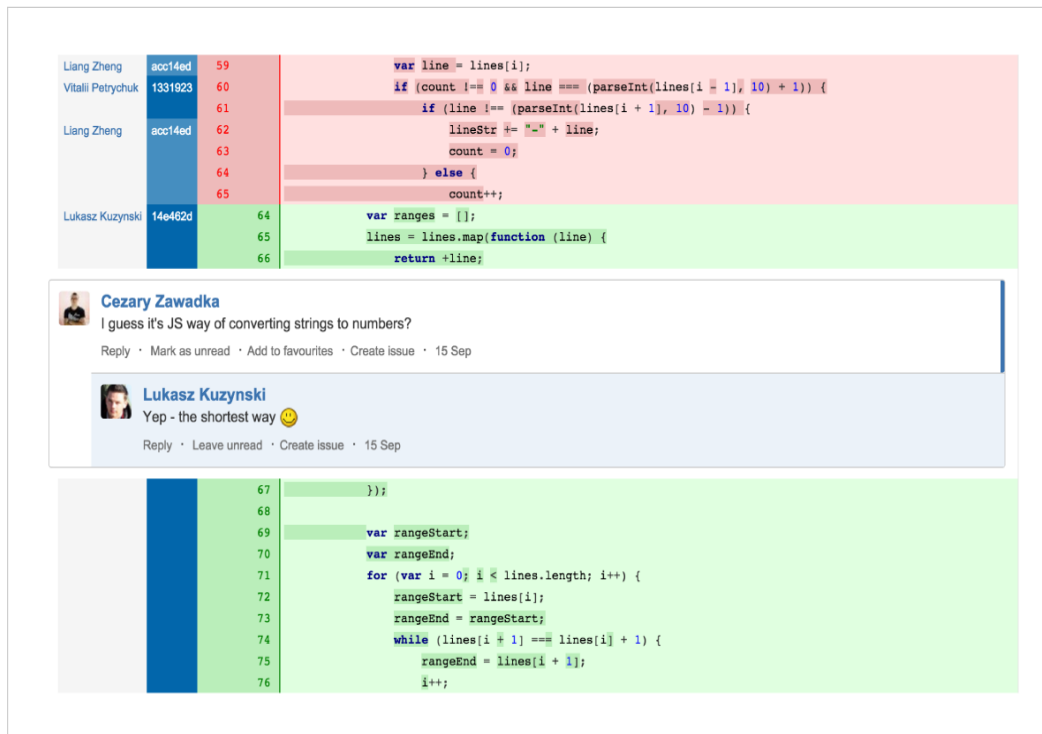 Liang Zheng acc14ed 59 var line = lines[i];
Vitalii Petrychuk 1331923 60 if (count !== 0 && line === (parseInt(lines[i - 1], 10) + 1)) {
61 if (line !== (parseInt(lines[i + 1], 10) - 1)) {
Liang Zheng acc14ed 62 lineStr += "-" + line;
63 count = 0;
64 } else {
65 count++;
Lukasz Kuzynski 14e462d 64 var ranges = [];
65 lines = lines.map(function (line) {
66 return +line;
Cezary Zawadka
I guess it's JS way of converting strings to numbers?
Reply · Mark as unread · Add to favourites · Create issue · 15 Sep
Lukasz Kuzynski
Yep - the shortest way
Reply · Leave unread · Create issue · 15 Sep
67 });
68
69 var rangeStart;
70 var rangeEnd;
71 for (var i = 0; i < lines.length; i++) {
72 rangeStart = lines[i];
73 rangeEnd = rangeStart;
74 while (lines[i + 1] === lines[i] + 1) {
75 rangeEnd = lines[i + 1];
76 i++;